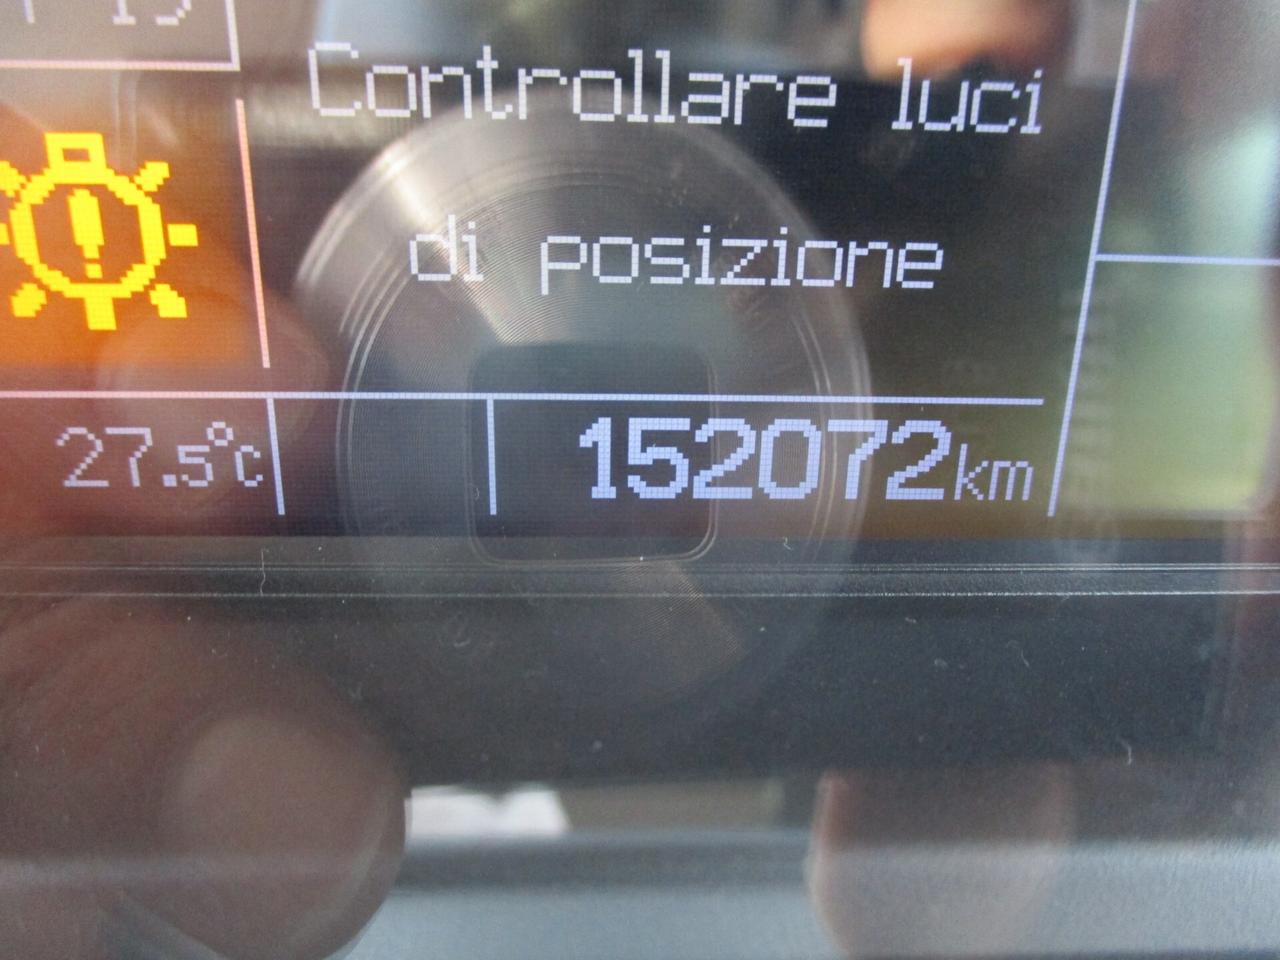 Controllare luci
di posizione
27.5°C
152072km